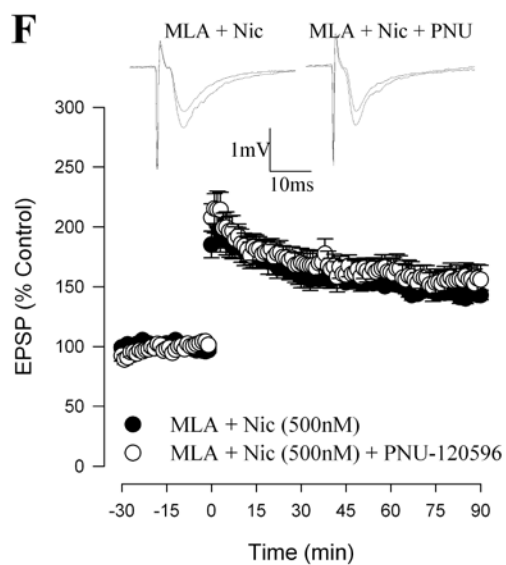 F
MLA + Nic
MLA + Nic + PNU
1mV
10ms
EPSP (% Control)
300
250
200
150
100
50
0
MLA + Nic (500nM)
MLA + Nic (500nM) + PNU-120596
-30 -15 0 15 30 45 60 75 90
Time (min)